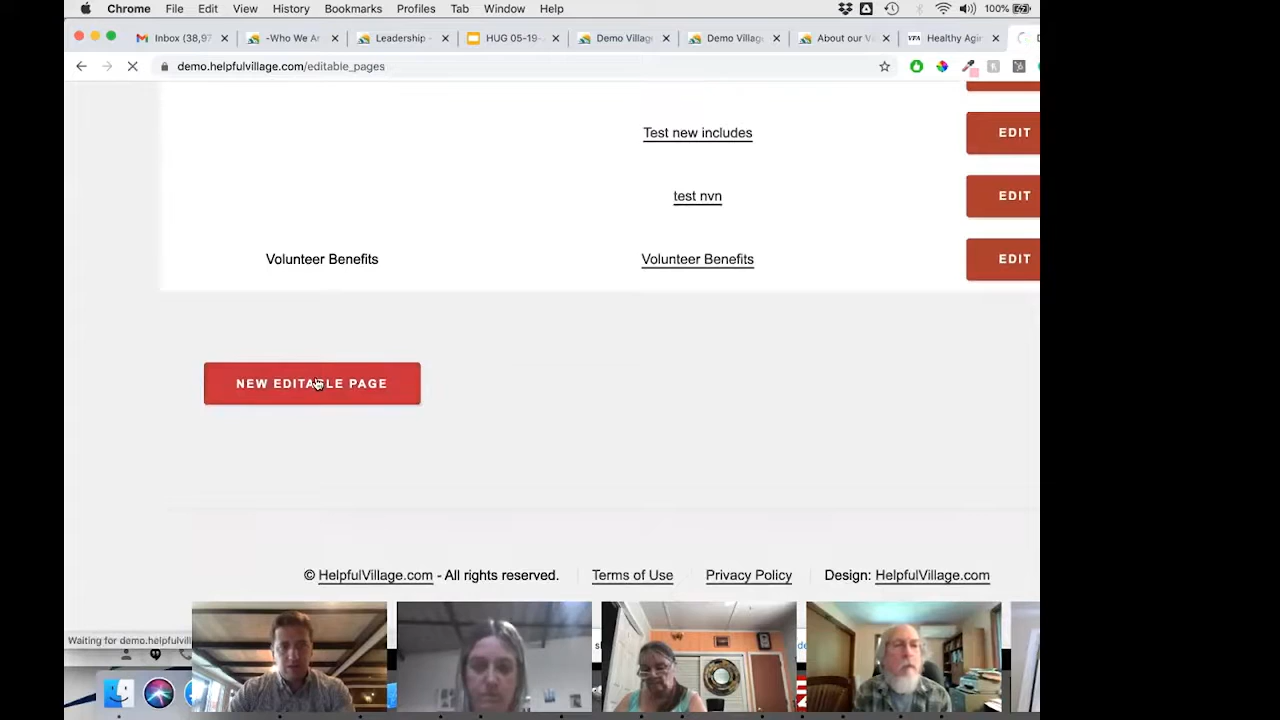 Chrome File Edit View History Bookmarks Profiles Tab Window Help 100%
Inbox (38,97 -Who We Ar Leadership - HUG 05-19- Demo Villag Demo Villag About our V VTA Healthy Agin
demo.helpfulvillage.com/editable_pages
Test new includes EDIT
test nvn EDIT
Volunteer Benefits Volunteer Benefits EDIT
NEW EDITABLE PAGE
© HelpfulVillage.com - All rights reserved. Terms of Use Privacy Policy Design: HelpfulVillage.com
Waiting for demo.helpfulvill